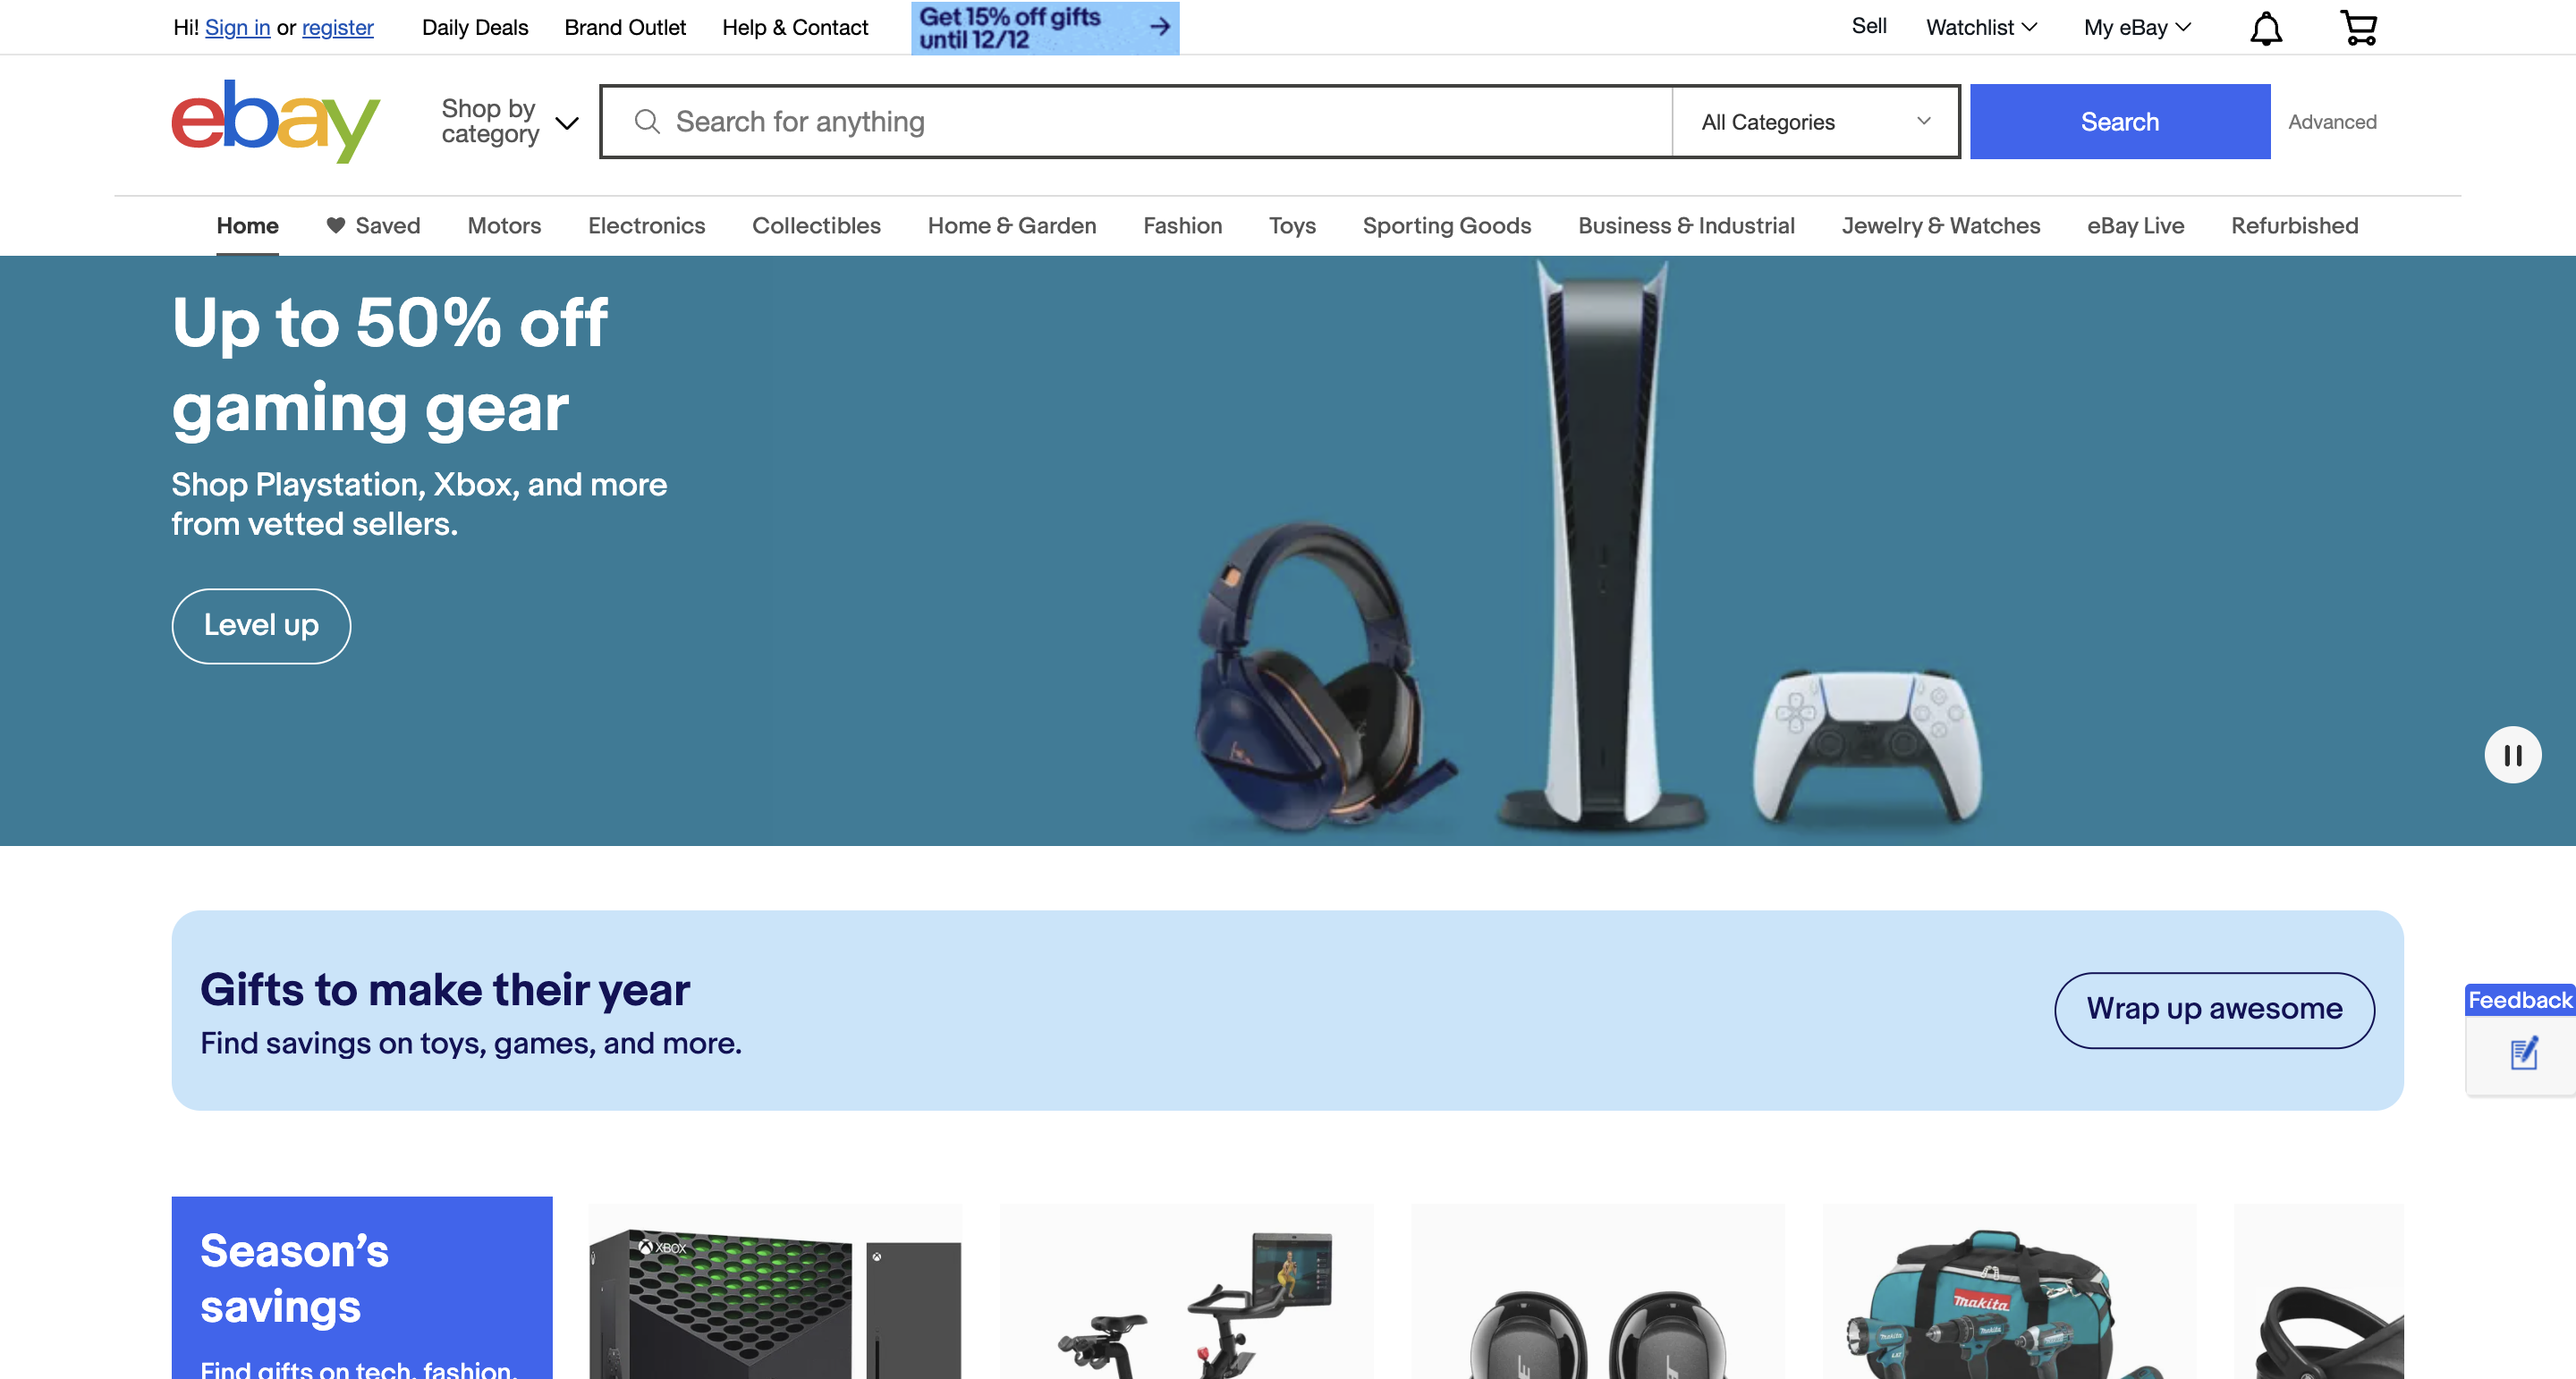 Hi! Sign in or register
Daily Deals
Brand Outlet
Help & Contact
Get 15% off gifts
until 12/12
Sell
Watchlist
My eBay
ebay
Shop by
category
Search for anything
All Categories
Search
Advanced
Home
Saved
Motors
Electronics
Collectibles
Home & Garden
Fashion
Toys
Sporting Goods
Business & Industrial
Jewelry & Watches
eBay Live
Refurbished
Up to 50% off
gaming gear
Shop Playstation, Xbox, and more
from vetted sellers.
Level up
Gifts to make their year
Find savings on toys, games, and more.
Wrap up awesome
Feedback
Season’s
savings
Find gifts on tech, fashion,
XBOX
makita